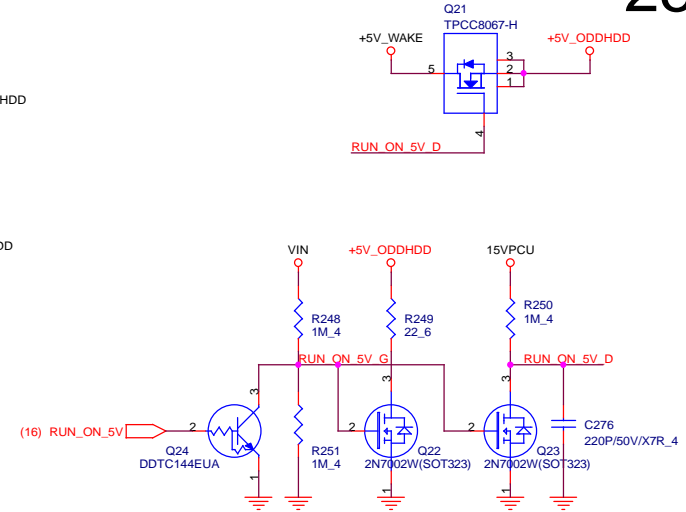 Q21
TPCC8067-H
+5V_WAKE
+5V_ODDHDD
3
5
2
1
HDD
4
RUN_ON_5V_D
DD
VIN
+5V_ODDHDD
15VPCU
R248
1M_4
R249
22_6
R250
1M_4
RUN_ON_5V_G
RUN_ON_5V_D
3
3
3
(16) RUN_ON_5V
2
2
2
C276
220P/50V/X7R_4
Q24
DDTC144EUA
R251
1M_4
Q22
2N7002W(SOT323)
Q23
2N7002W(SOT323)
1
1
1